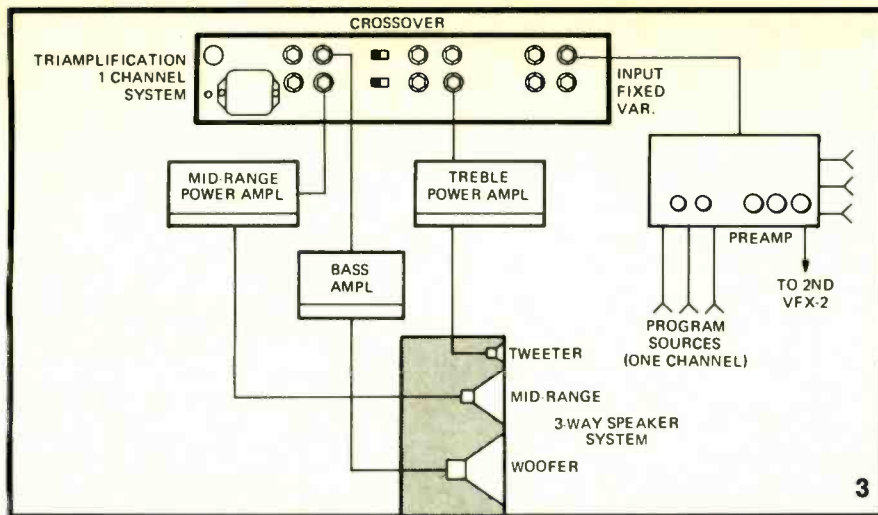 CROSSOVER
TRIAMPLIFICATION
1 CHANNEL
SYSTEM
INPUT
FIXED
VAR.
MID-RANGE
POWER AMPL
TREBLE
POWER AMPL
BASS
AMPL
PREAMP
TO 2ND
VFX-2
PROGRAM
SOURCES
(ONE CHANNEL)
TWEETER
MID-RANGE
3-WAY SPEAKER
SYSTEM
WOOFER
3